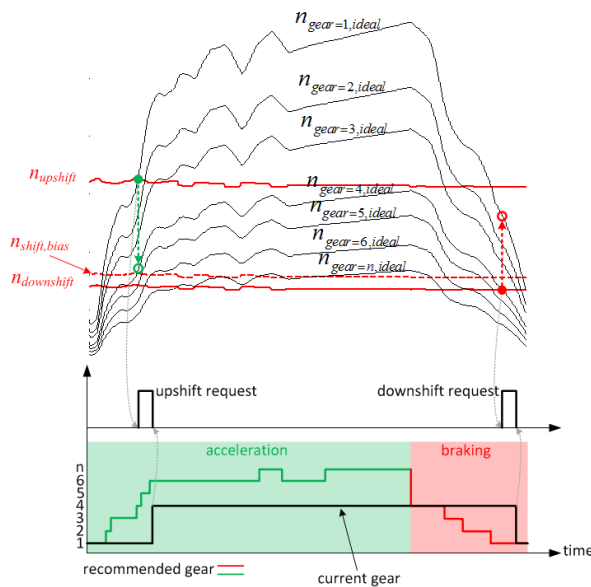 n_gear=1,ideal
n_gear=2,ideal
n_gear=3,ideal
n_upshift
n_gear=4,ideal
n_gear=5,ideal
n_shift,bias
n_gear=6,ideal
n_downshift
n_gear=n,ideal
upshift request
downshift request
acceleration
braking
n
6
5
4
3
2
1
time
recommended gear
current gear